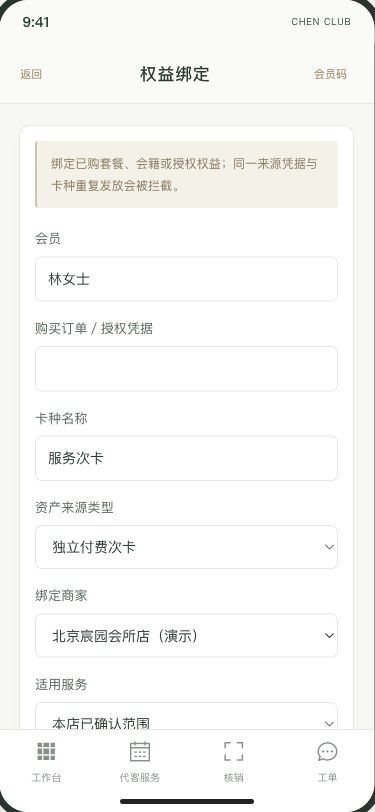 9:41
CHEN CLUB
返回
权益绑定
会员码
绑定已购套餐、会籍或授权权益；同一来源凭据与
卡种重复发放会被拦截。
会员
林女士
购买订单 / 授权凭据
卡种名称
服务次卡
资产来源类型
独立付费次卡
绑定商家
北京宸园会所店（演示）
适用服务
本店已确认范围
工作台
代客服务
核销
工单